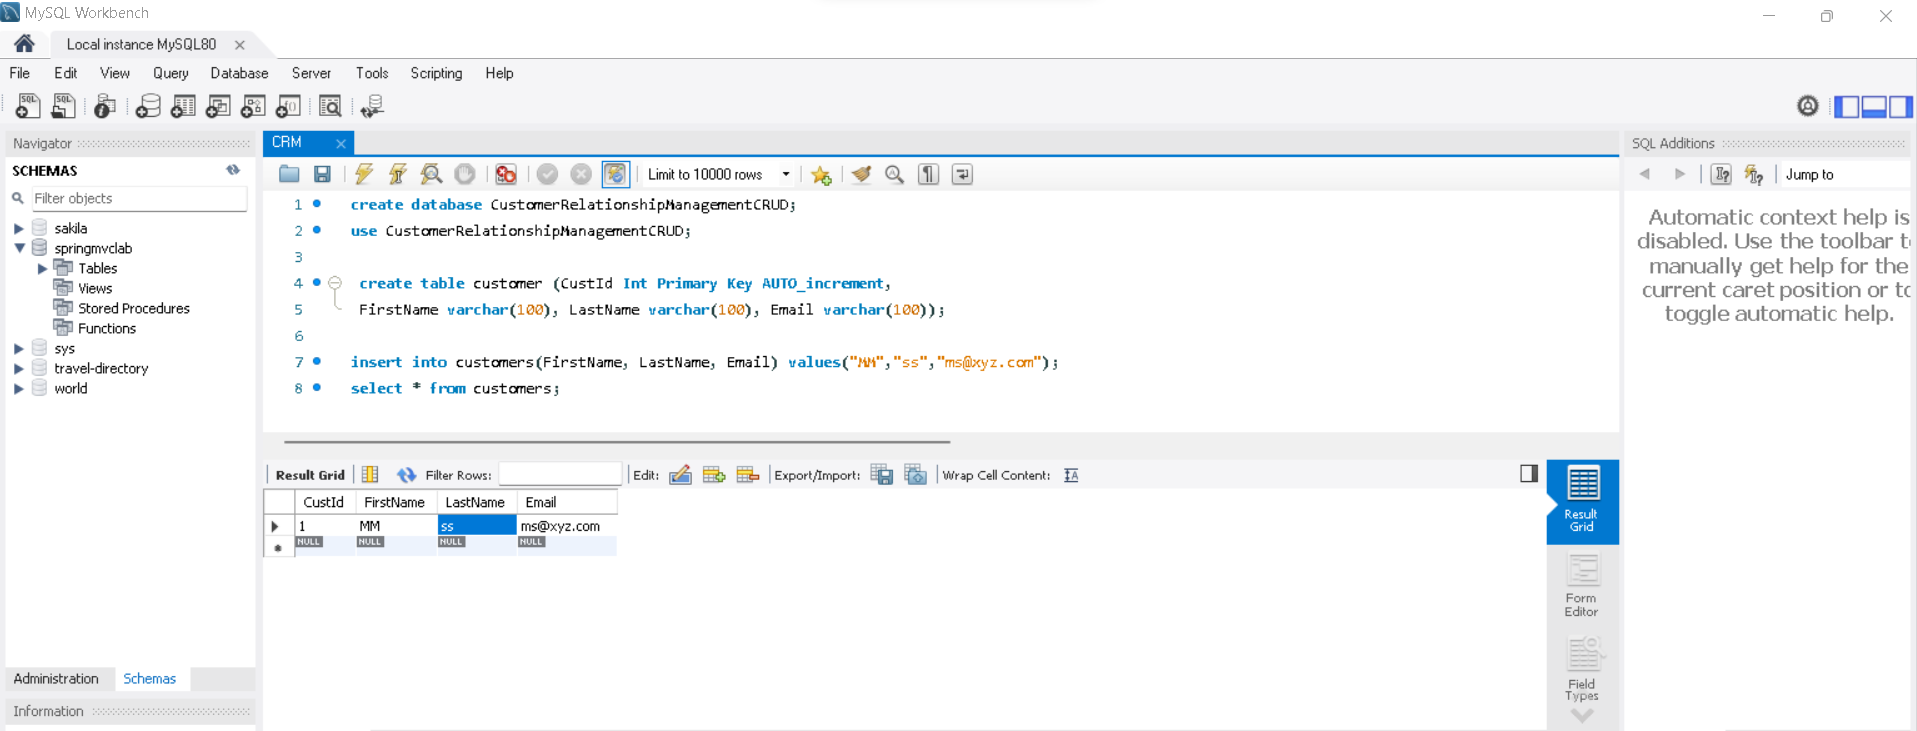 MySQL Workbench
Local instance MySQL80
File Edit View Query Database Server Tools Scripting Help
Navigator
SCHEMAS
Filter objects
sakila
springmvclab
Tables
Views
Stored Procedures
Functions
sys
travel-directory
world
Administration Schemas
Information
CRM
Limit to 10000 rows
1 create database CustomerRelationshipManagementCRUD;
2 use CustomerRelationshipManagementCRUD;
3
4 create table customer (CustId Int Primary Key AUTO_increment,
5 FirstName varchar(100), LastName varchar(100), Email varchar(100));
6
7 insert into customers(FirstName, LastName, Email) values("MM","ss","ms@xyz.com");
8 select * from customers;
Result Grid Filter Rows: Edit: Export/Import: Wrap Cell Content:
CustId FirstName LastName Email
1 MM ss ms@xyz.com
NULL NULL NULL NULL
Result
Grid
Form
Editor
Field
Types
SQL Additions
Jump to
Automatic context help is
disabled. Use the toolbar t
manually get help for the
current caret position or to
toggle automatic help.